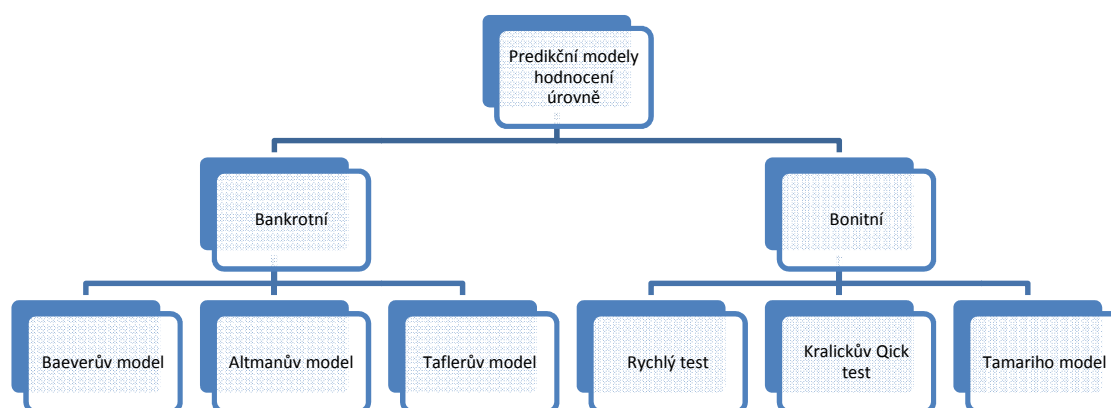 Predikční modely
hodnocení
úrovně
Bankrotní
Bonitní
Baeverův model
Altmanův model
Taflerův model
Rychlý test
Kralickův Qick
test
Tamariho model